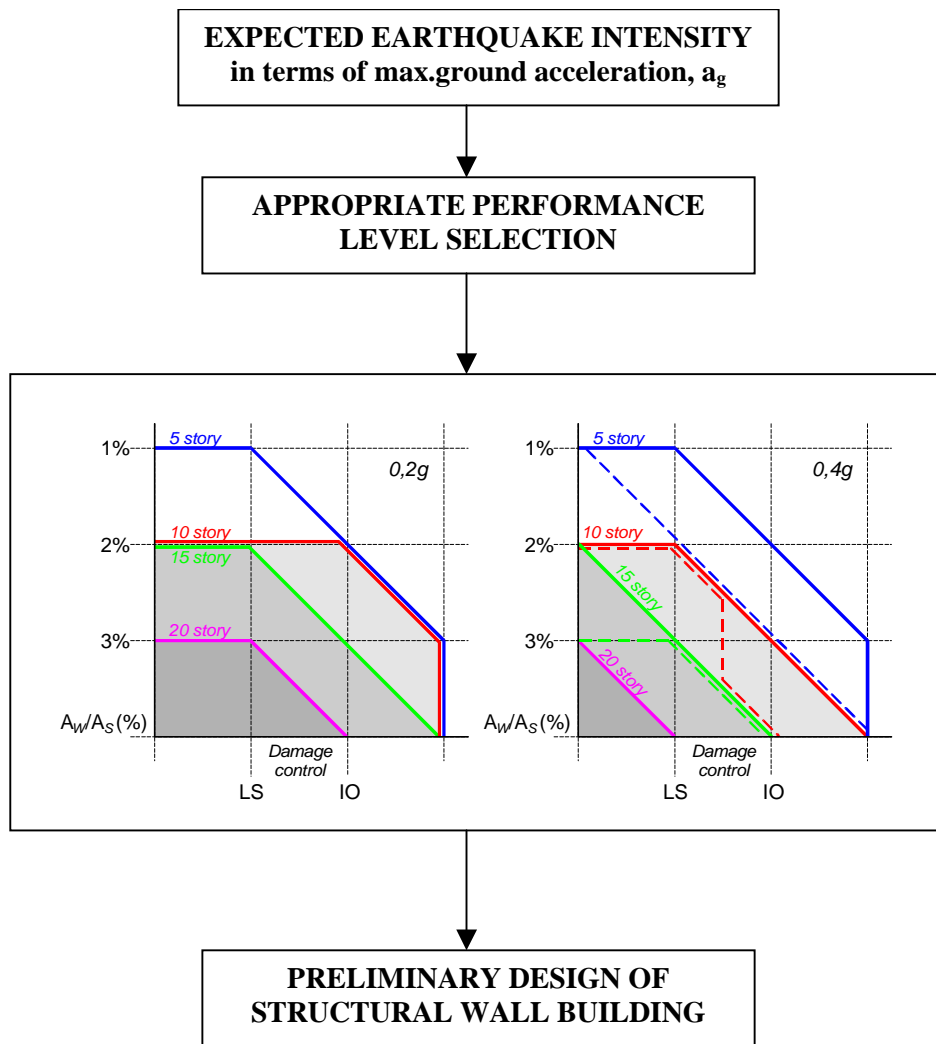 EXPECTED EARTHQUAKE INTENSITY
in terms of max.ground acceleration, ag
APPROPRIATE PERFORMANCE
LEVEL SELECTION
1%
5 story
0,2g
10 story
2%
15 story
3%
20 story
AW/AS(%)
Damage
control
LS
IO
1%
5 story
0,4g
10 story
2%
15 story
3%
20 story
AW/AS(%)
Damage
control
LS
IO
PRELIMINARY DESIGN OF
STRUCTURAL WALL BUILDING